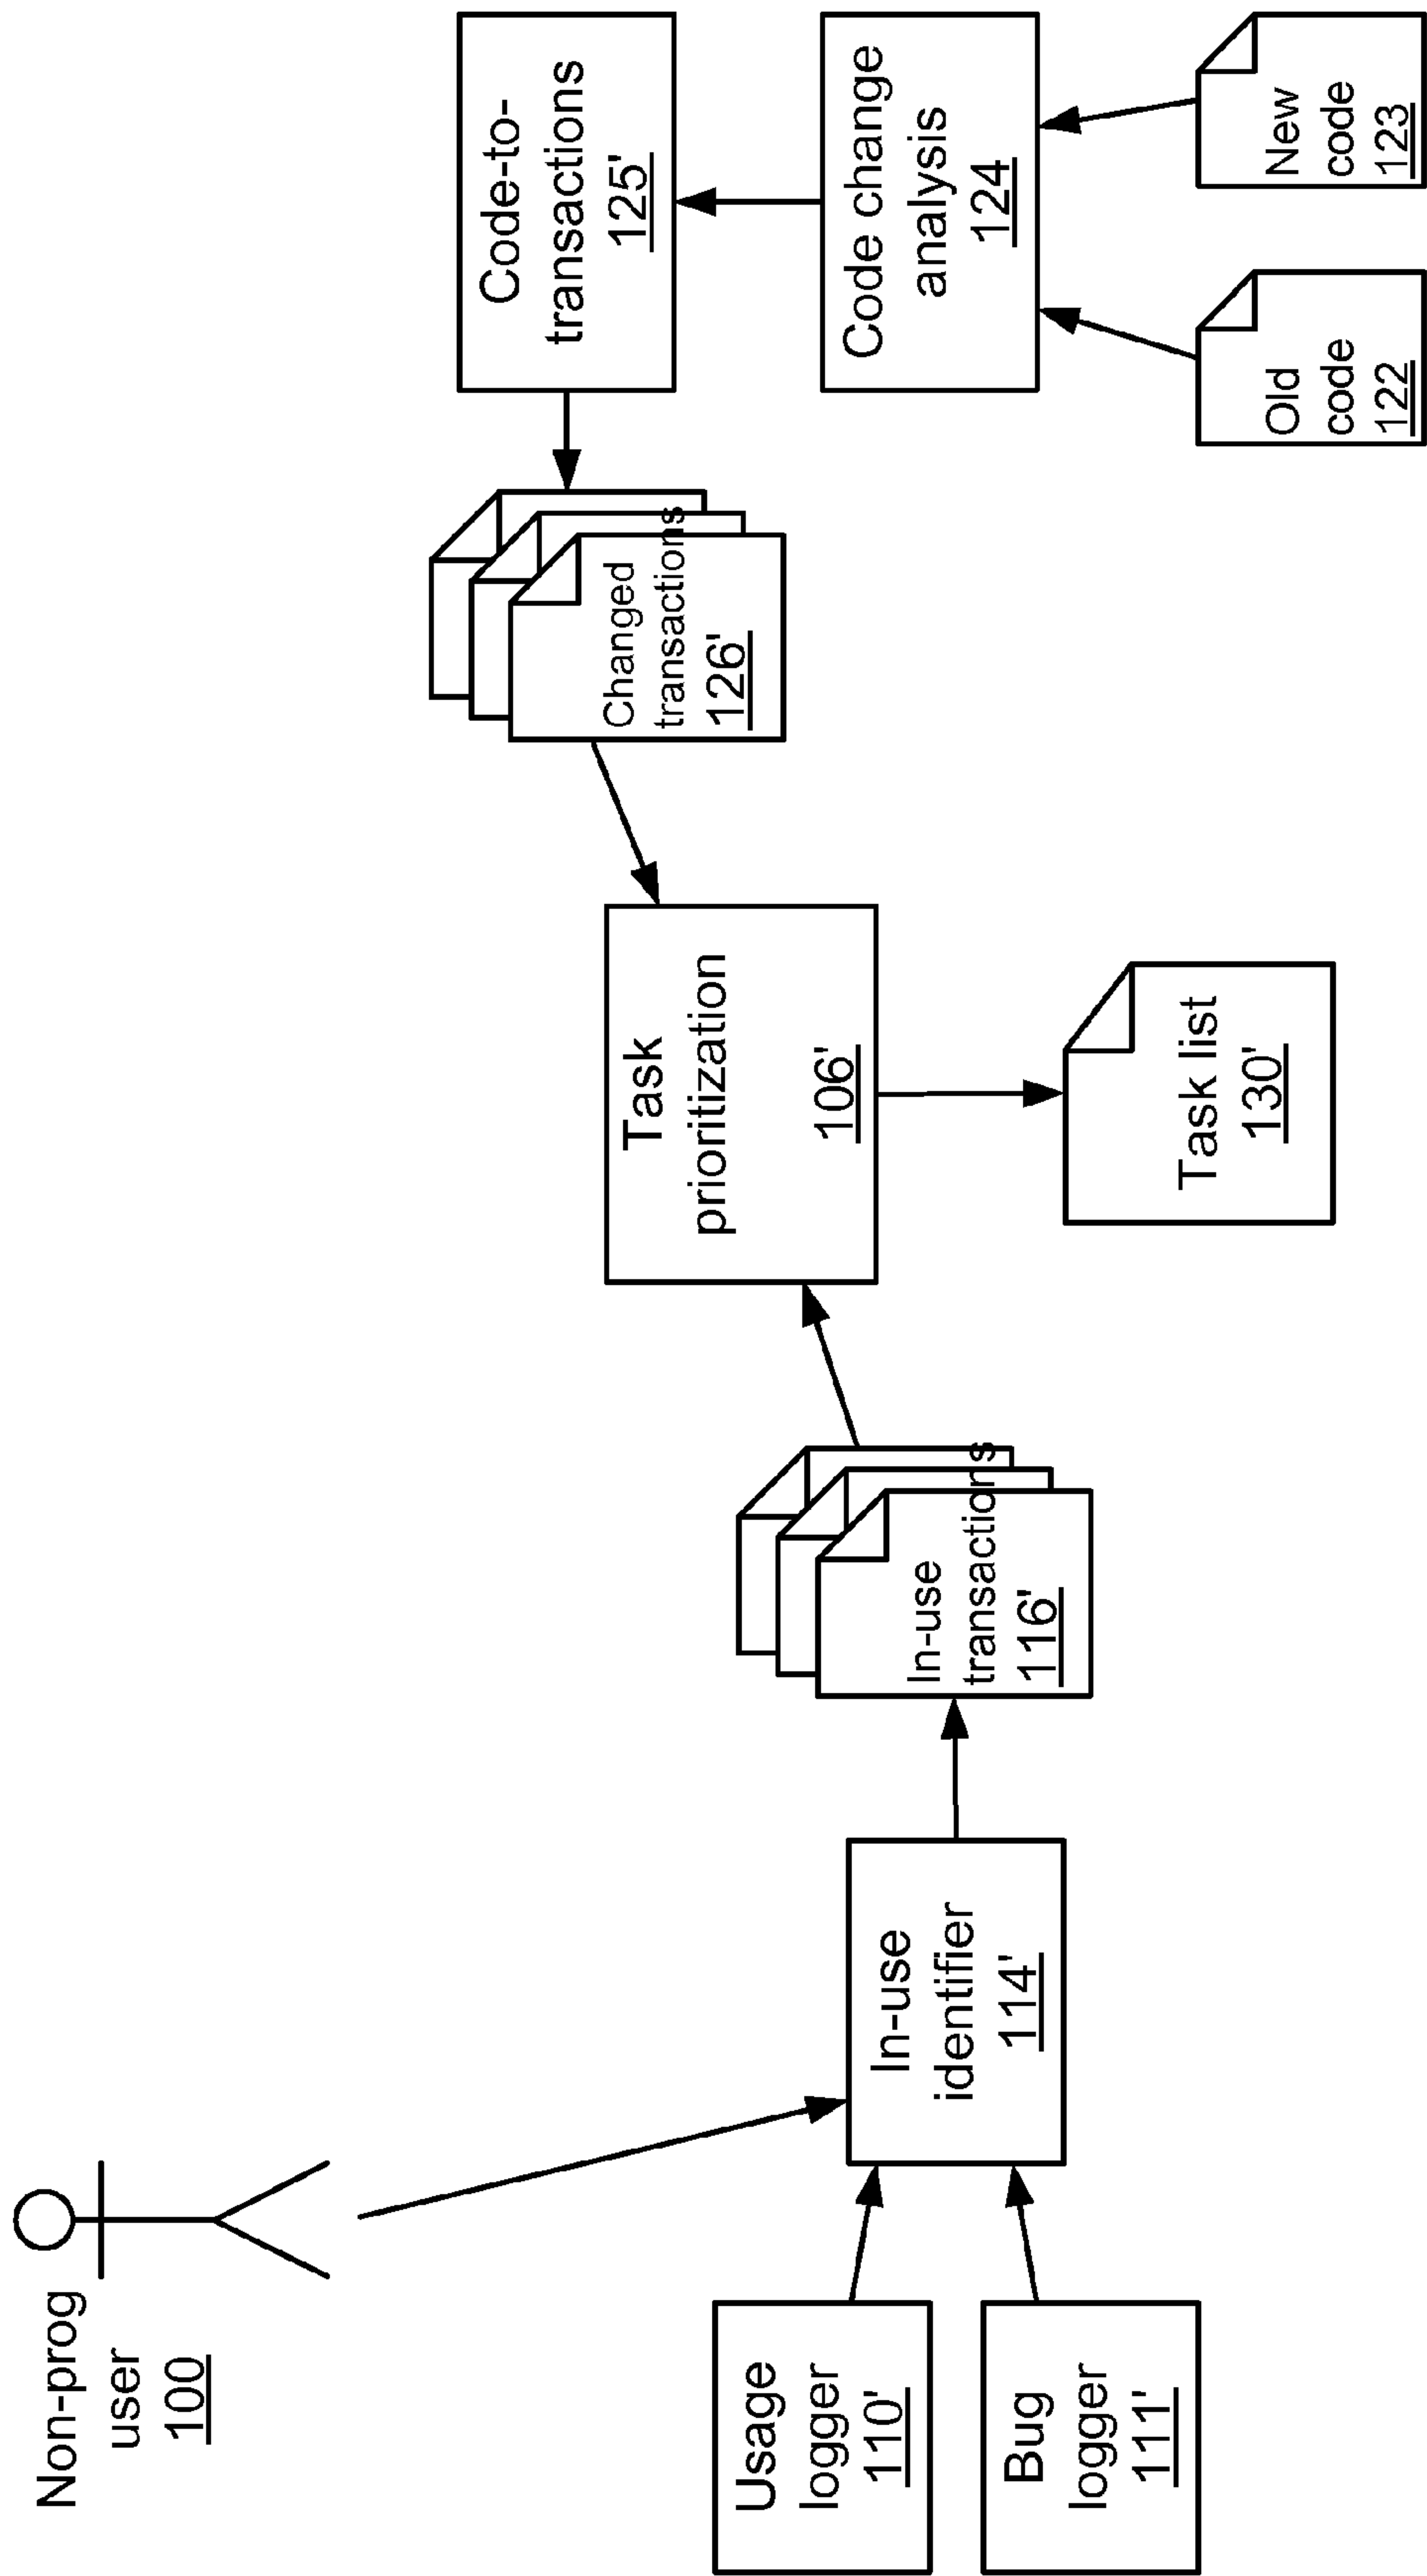 Non-prog
user
100
Usage
logger
110'
Bug
logger
111'
In-use
identifier
114'
In-use
transactions
116'
Task
prioritization
106'
Task list
130'
Changed
transactions
126'
Code-to-
transactions
125'
Code change
analysis
124
Old
code
122
New
code
123